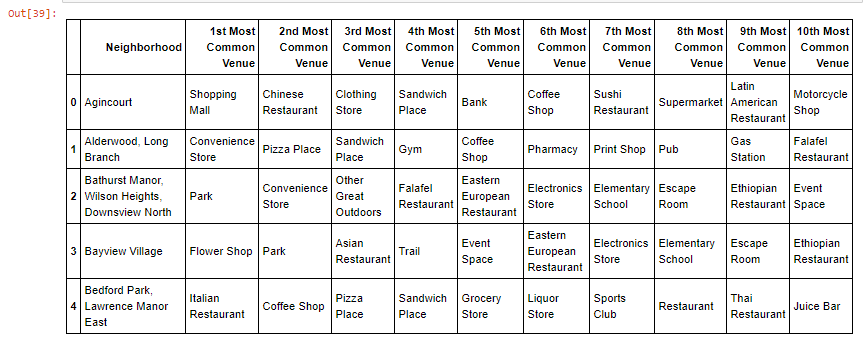 Out[39]:
Neighborhood 1st Most Common Venue 2nd Most Common Venue 3rd Most Common Venue 4th Most Common Venue 5th Most Common Venue 6th Most Common Venue 7th Most Common Venue 8th Most Common Venue 9th Most Common Venue 10th Most Common Venue
0 Agincourt Shopping Mall Chinese Restaurant Clothing Store Sandwich Place Bank Coffee Shop Sushi Restaurant Supermarket Latin American Restaurant Motorcycle Shop
1 Alderwood, Long Branch Convenience Store Pizza Place Sandwich Place Gym Coffee Shop Pharmacy Print Shop Pub Gas Station Falafel Restaurant
2 Bathurst Manor, Wilson Heights, Downsview North Park Convenience Store Other Great Outdoors Falafel Restaurant Eastern European Restaurant Electronics Store Elementary School Escape Room Ethiopian Restaurant Event Space
3 Bayview Village Flower Shop Park Asian Restaurant Trail Event Space Eastern European Restaurant Electronics Store Elementary School Escape Room Ethiopian Restaurant
4 Bedford Park, Lawrence Manor East Italian Restaurant Coffee Shop Pizza Place Sandwich Place Grocery Store Liquor Store Sports Club Restaurant Thai Restaurant Juice Bar